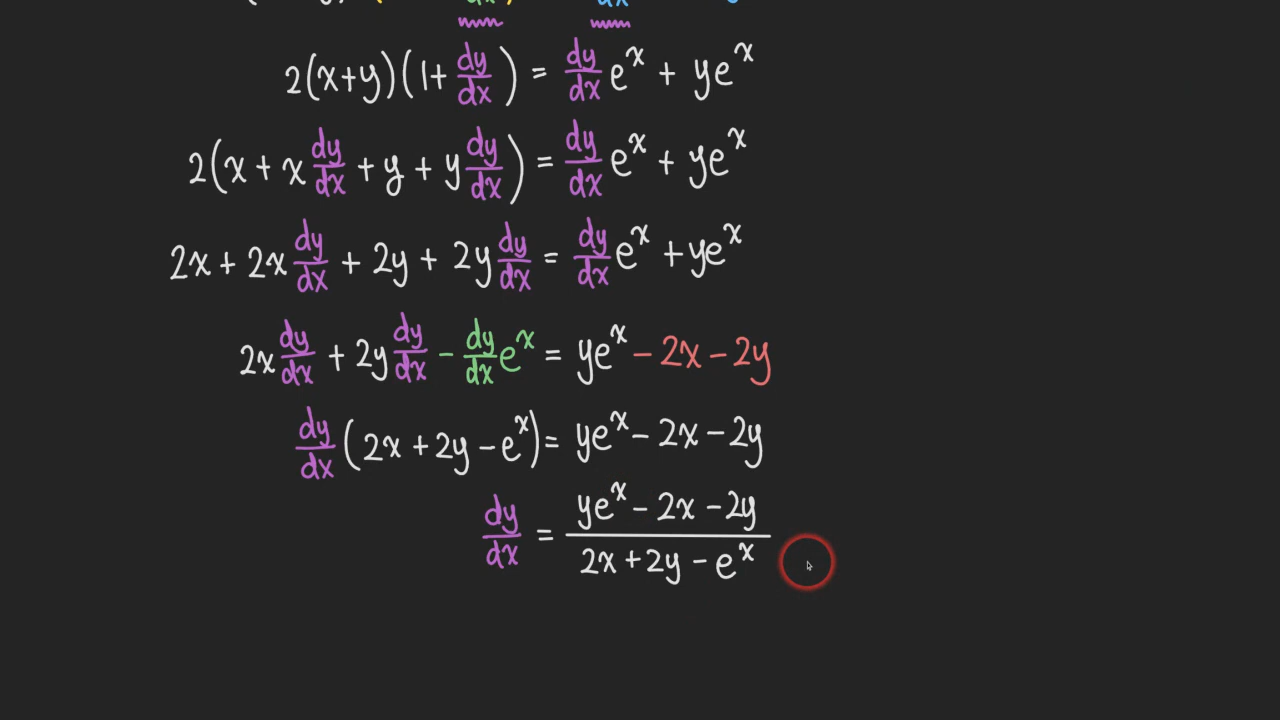 dx dx
2(x+y)(1+dy/dx) = dy/dx e^x + ye^x
2(x + x dy/dx + y + y dy/dx) = dy/dx e^x + ye^x
2x + 2x dy/dx + 2y + 2y dy/dx = dy/dx e^x + ye^x
2x dy/dx + 2y dy/dx - dy/dx e^x = ye^x - 2x - 2y
dy/dx (2x + 2y - e^x) = ye^x - 2x - 2y
dy/dx = (ye^x - 2x - 2y)/(2x + 2y - e^x)